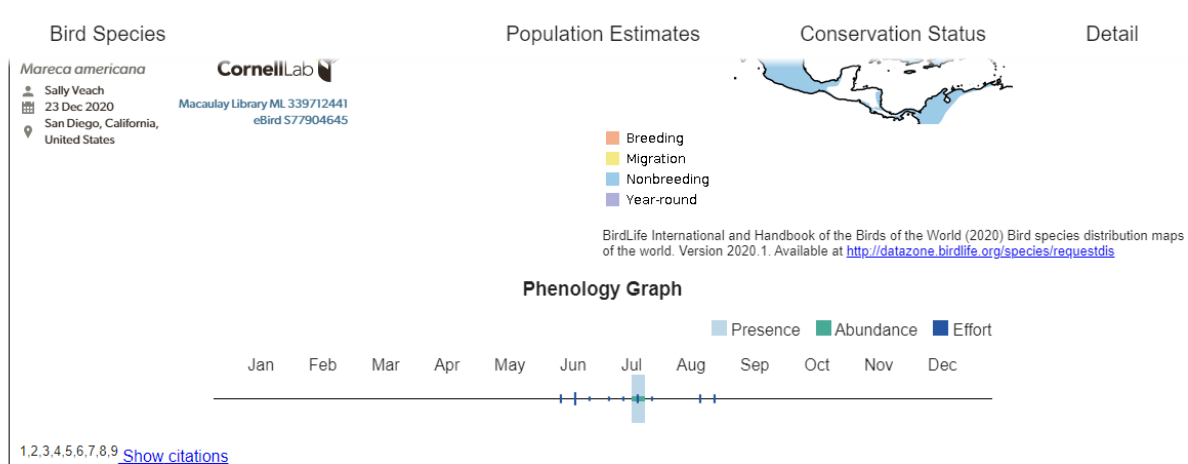 Bird Species Population Estimates Conservation Status Detail
Mareca americana
CornellLab
Sally Veach
23 Dec 2020
San Diego, California,
United States
Macaulay Library ML 339712441
eBird S77904645
Breeding
Migration
Nonbreeding
Year-round
BirdLife International and Handbook of the Birds of the World (2020) Bird species distribution maps
of the world. Version 2020.1. Available at http://datazone.birdlife.org/species/requestdis
Phenology Graph
Presence Abundance Effort
Jan Feb Mar Apr May Jun Jul Aug Sep Oct Nov Dec
1,2,3,4,5,6,7,8,9 Show citations